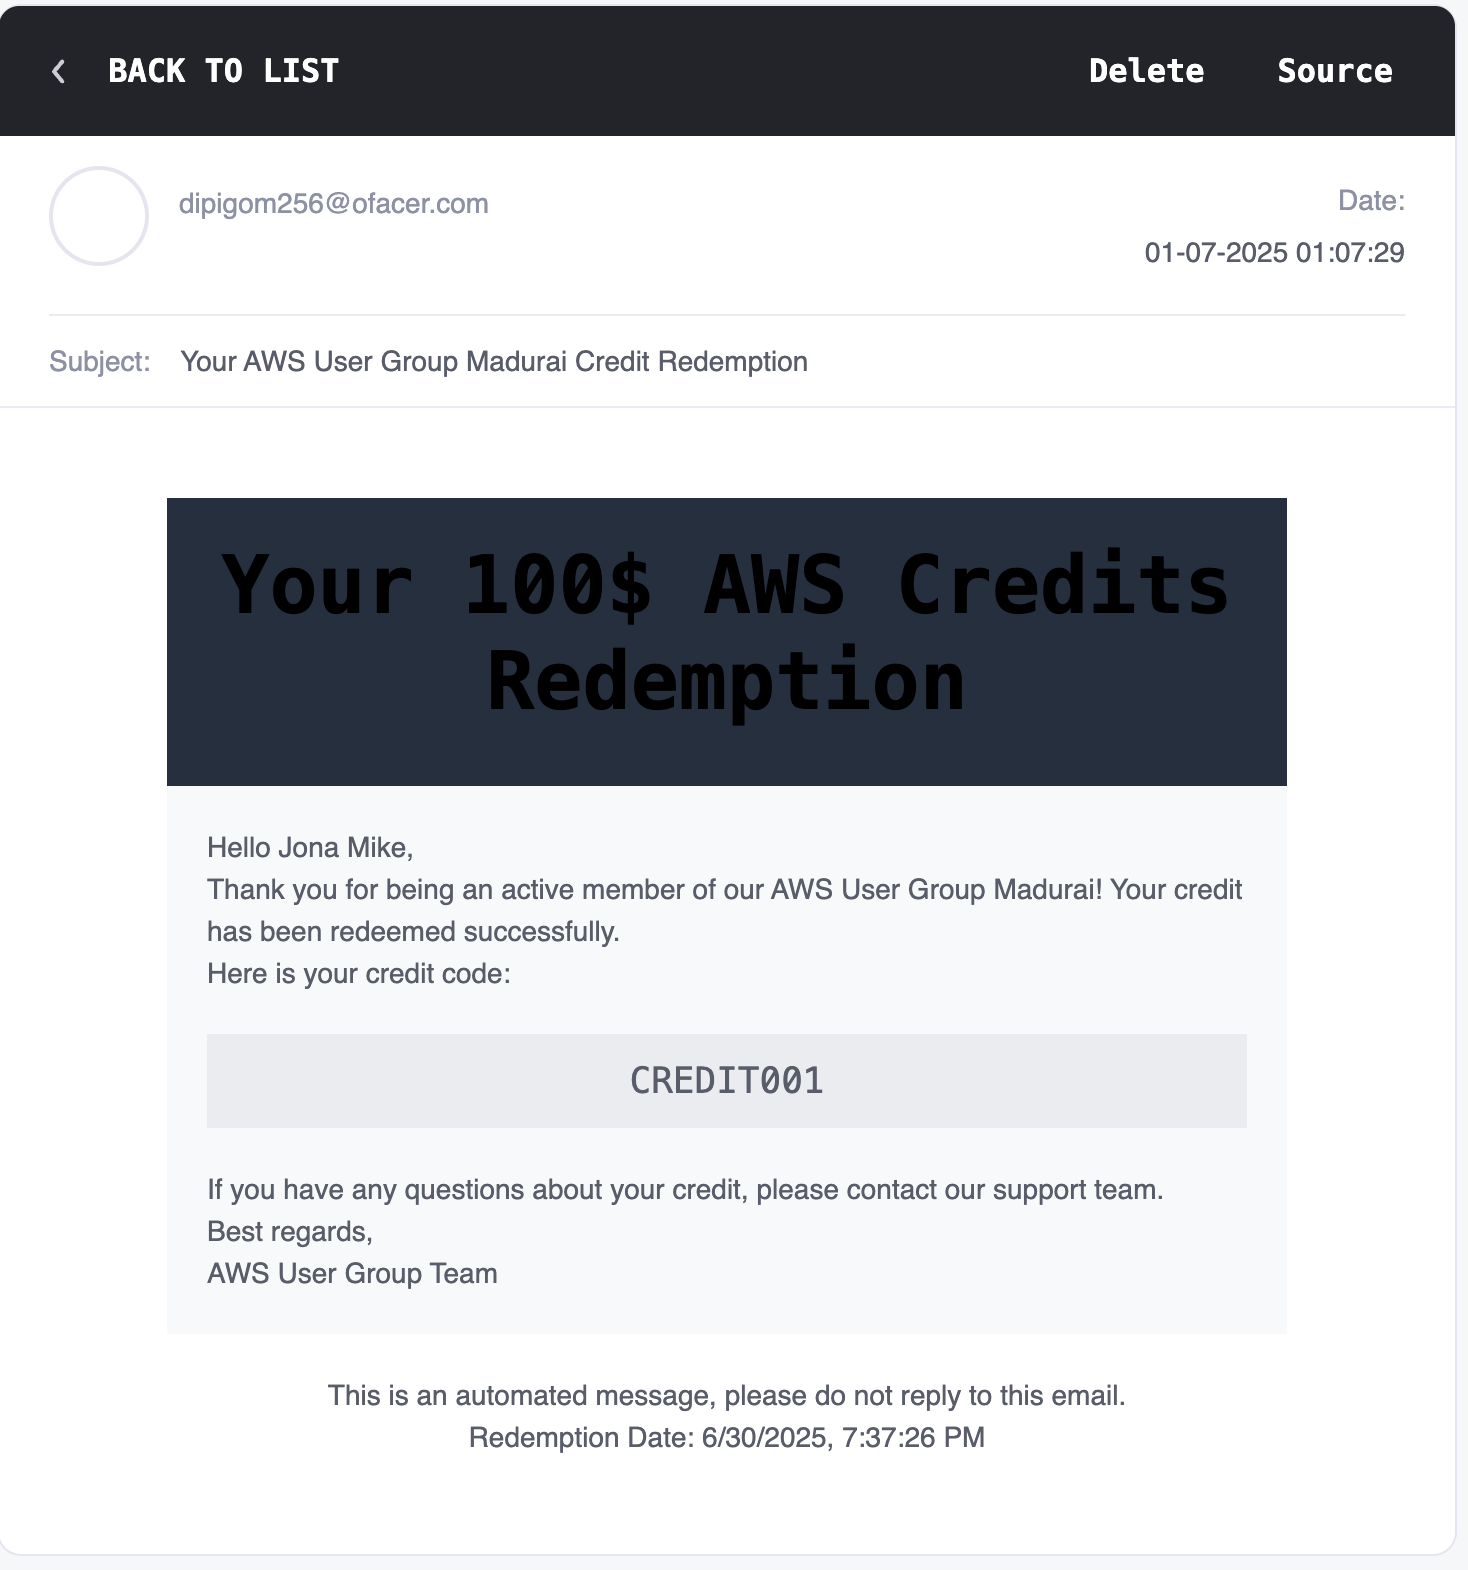 BACK TO LIST
Delete
Source
dipigom256@ofacer.com
Date:
01-07-2025 01:07:29
Subject: Your AWS User Group Madurai Credit Redemption
Your 100$ AWS Credits
Redemption
Hello Jona Mike,
Thank you for being an active member of our AWS User Group Madurai! Your credit
has been redeemed successfully.
Here is your credit code:
CREDIT001
If you have any questions about your credit, please contact our support team.
Best regards,
AWS User Group Team
This is an automated message, please do not reply to this email.
Redemption Date: 6/30/2025, 7:37:26 PM